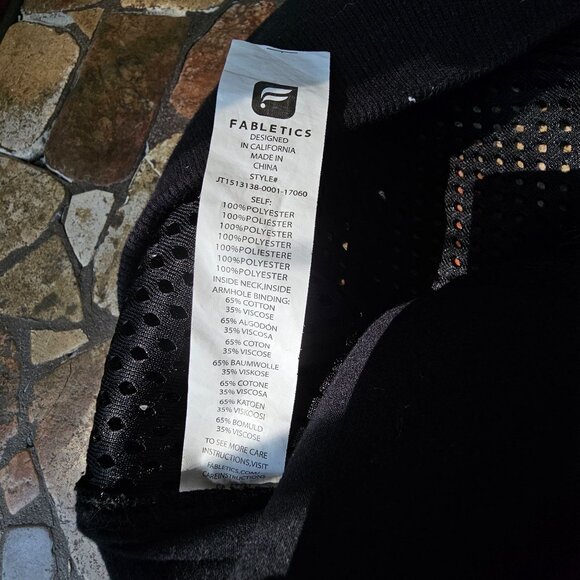 FABLETICS
DESIGNED
IN CALIFORNIA
MADE IN
CHINA
STYLE#
JT1513138-0001-17060
SELF:
100%POLYESTER
100%POLIÉSTER
100%POLYESTER
100%POLYESTER
100%POLIESTERE
100%POLYESTER
100%POLYESTER
INSIDE NECK,INSIDE
ARMHOLE BINDING:
65% COTTON
35% VISCOSE
65% ALGODÓN
35% VISCOSA
65% COTON
35% VISCOSE
65% BAUMWOLLE
35% VISKOSE
65% COTONE
35% VISCOSA
65% KATOEN
35% VISKOOSI
65% BOMULD
35% VISCOSE
TO SEE MORE CARE
INSTRUCTIONS,VISIT
FABLETICS.COM/
CAREINSTRUCTIONS